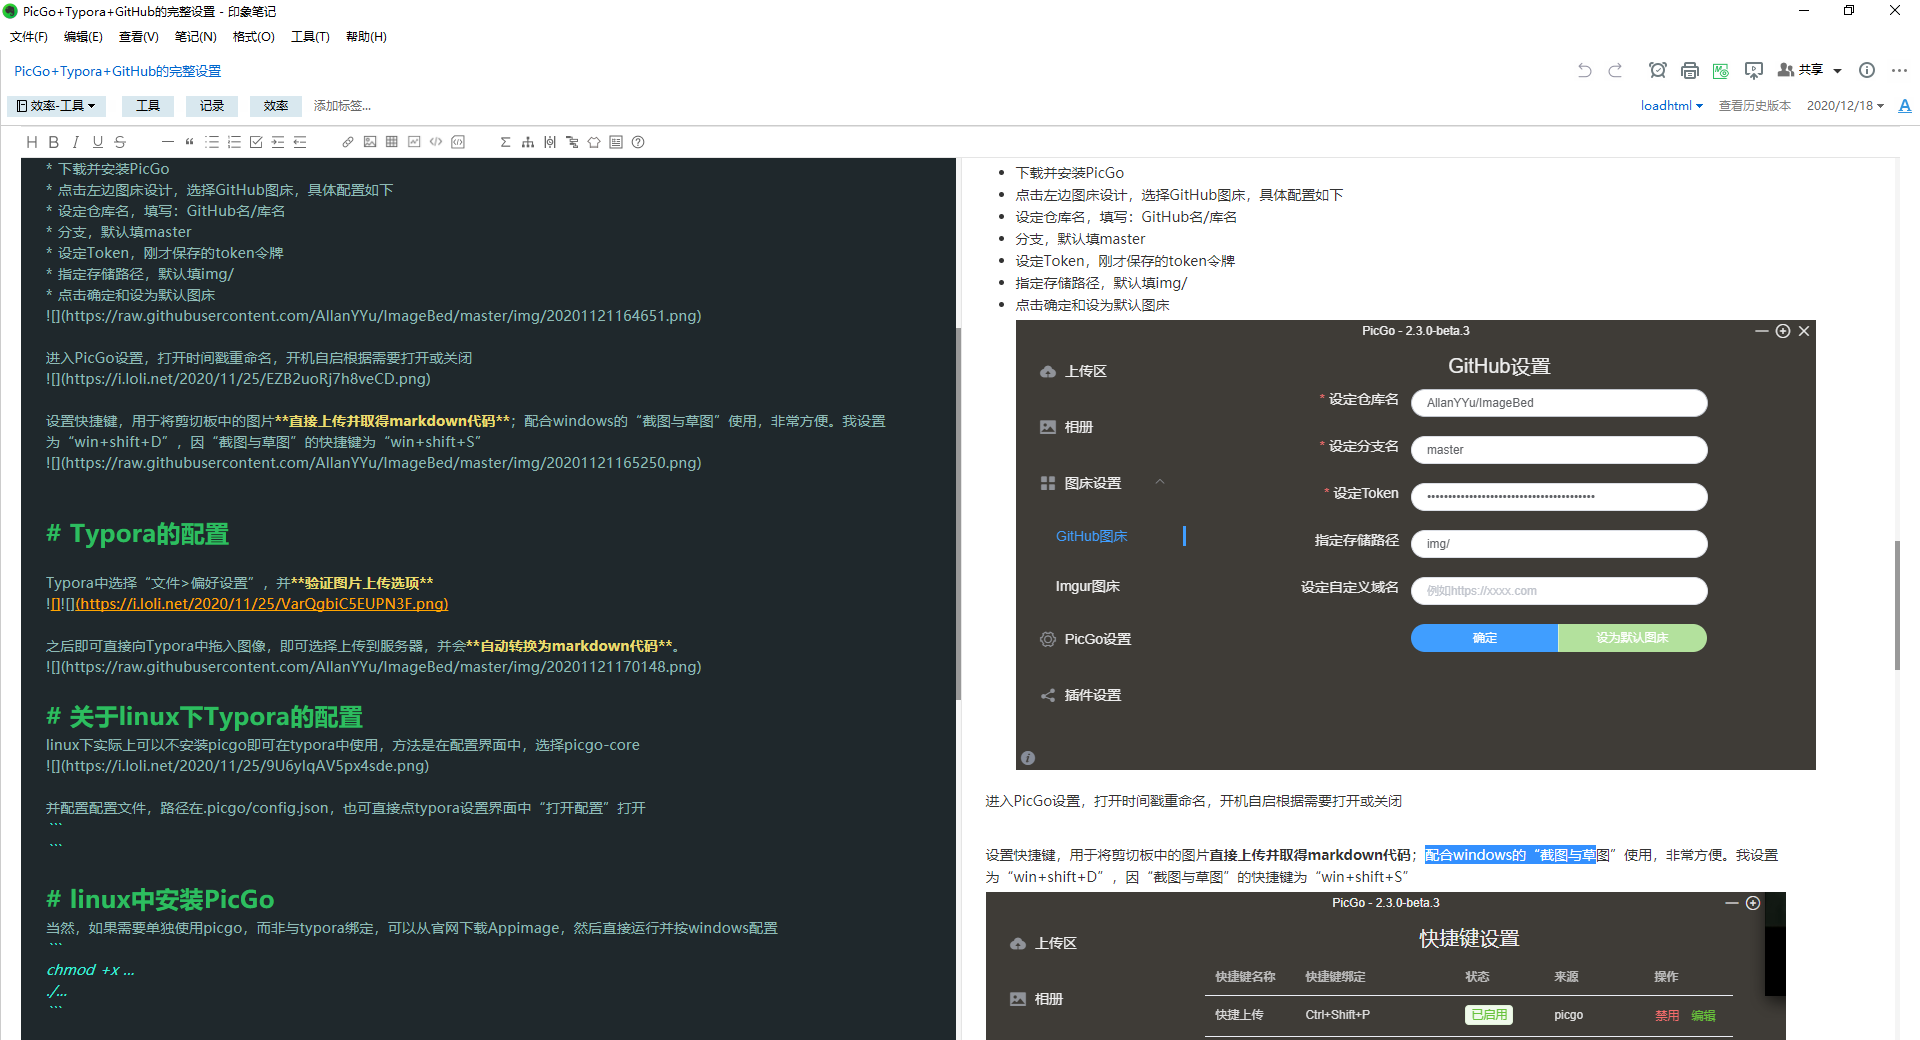 PicGo+Typora+GitHub的完整设置 - 印象笔记
文件(F) 编辑(E) 查看(V) 笔记(N) 格式(O) 工具(T) 帮助(H)
PicGo+Typora+GitHub的完整设置
共享
效率-工具 工具 记录 效率 添加标签...
loadhtml 查看历史版本 2020/12/18
* 下载并安装PicGo
* 点击左边图床设计，选择GitHub图床，具体配置如下
* 设定仓库名，填写：GitHub名/库名
* 分支，默认填master
* 设定Token，刚才保存的token令牌
* 指定存储路径，默认填img/
* 点击确定和设为默认图床
![](https://raw.githubusercontent.com/AllanYYu/ImageBed/master/img/20201121164651.png)
进入PicGo设置，打开时间戳重命名，开机自启根据需要打开或关闭
![](https://i.loli.net/2020/11/25/EZB2uoRj7h8veCD.png)
设置快捷键，用于将剪切板中的图片**直接上传并取得markdown代码**；配合windows的“截图与草图”使用，非常方便。我设置
为“win+shift+D”，因“截图与草图”的快捷键为“win+shift+S”
![](https://raw.githubusercontent.com/AllanYYu/ImageBed/master/img/20201121165250.png)
# Typora的配置
Typora中选择“文件>偏好设置”，并**验证图片上传选项**
![]![](https://i.loli.net/2020/11/25/VarQgbiC5EUPN3F.png)
之后即可直接向Typora中拖入图像，即可选择上传到服务器，并会**自动转换为markdown代码**。
![](https://raw.githubusercontent.com/AllanYYu/ImageBed/master/img/20201121170148.png)
# 关于linux下Typora的配置
linux下实际上可以不安装picgo即可在typora中使用，方法是在配置界面中，选择picgo-core
![](https://i.loli.net/2020/11/25/9U6ylqAV5px4sde.png)
并配置配置文件，路径在.picgo/config.json，也可直接点typora设置界面中“打开配置”打开
```
```
# linux中安装PicGo
当然，如果需要单独使用picgo，而非与typora绑定，可以从官网下载Appimage，然后直接运行并按windows配置
```
chmod +x ...
./...
```
下载并安装PicGo
点击左边图床设计，选择GitHub图床，具体配置如下
设定仓库名，填写：GitHub名/库名
分支，默认填master
设定Token，刚才保存的token令牌
指定存储路径，默认填img/
点击确定和设为默认图床
PicGo - 2.3.0-beta.3
GitHub设置
上传区
相册
图床设置
GitHub图床
Imgur图床
PicGo设置
插件设置
* 设定仓库名 AllanYYu/ImageBed
* 设定分支名 master
* 设定Token
指定存储路径 img/
设定自定义域名 例如https://xxxx.com
确定 设为默认图床
进入PicGo设置，打开时间戳重命名，开机自启根据需要打开或关闭
设置快捷键，用于将剪切板中的图片直接上传并取得markdown代码；配合windows的“截图与草图”使用，非常方便。我设置
为“win+shift+D”，因“截图与草图”的快捷键为“win+shift+S”
PicGo - 2.3.0-beta.3
快捷键设置
上传区
相册
快捷键名称 快捷键绑定 状态 来源 操作
快捷上传 Ctrl+Shift+P 已启用 picgo 禁用 编辑